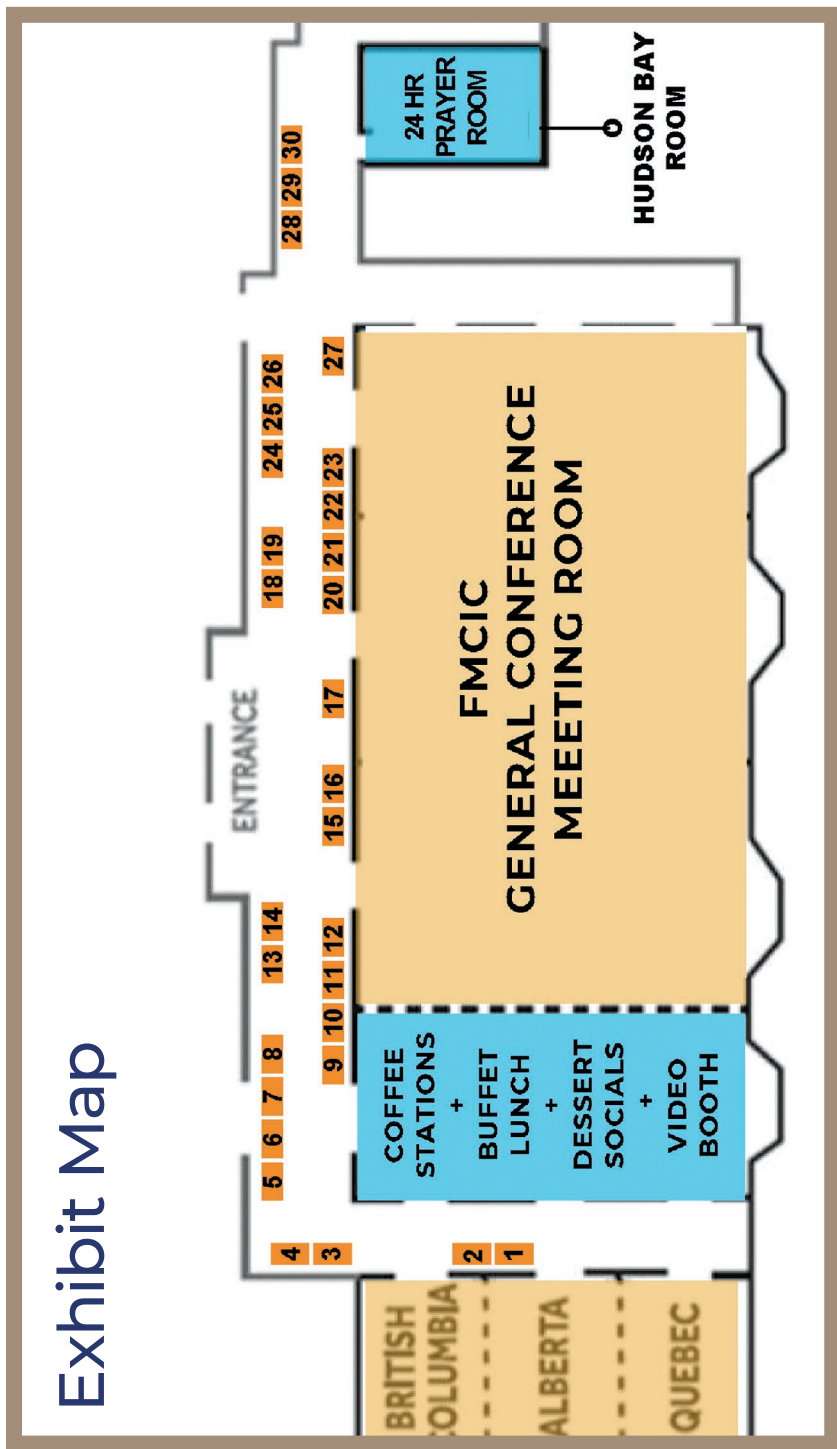 Exhibit Map
ENTRANCE
1
2
3
4
5
6
7
8
9
10
11
12
13
14
15
16
17
18
19
20
21
22
23
24
25
26
27
28
29
30
BRITISH
COLUMBIA
ALBERTA
QUEBEC
COFFEE
STATIONS
+
BUFFET
LUNCH
+
DESSERT
SOCIALS
+
VIDEO
BOOTH
FMCIC
GENERAL CONFERENCE
MEEETING ROOM
24 HR
PRAYER
ROOM
HUDSON BAY
ROOM